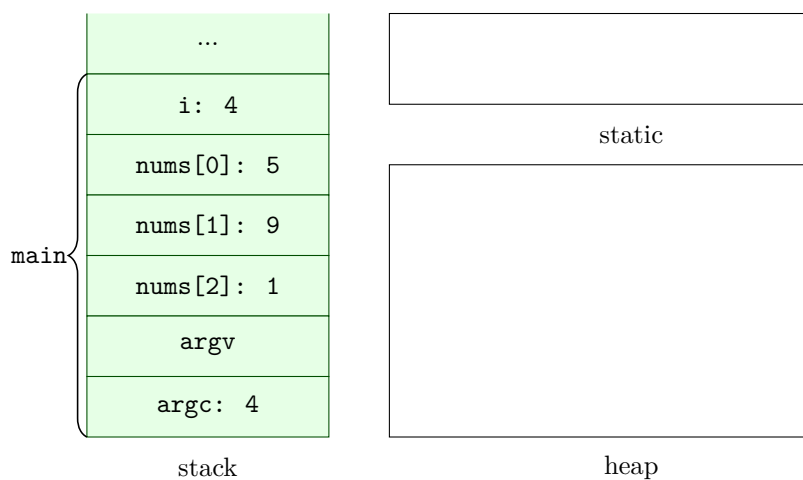 ...
i: 4
nums[0]: 5
nums[1]: 9
nums[2]: 1
argv
argc: 4
main
stack
static
heap